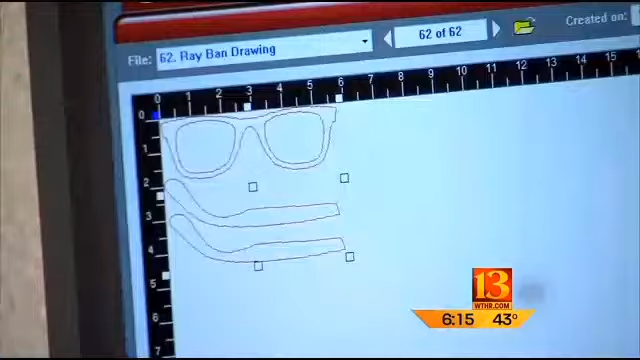 File: 62. Ray Ban Drawing
62 of 62
Created on:
0 1 2 3 4 5 6 7 8 9 10 11 12 13 14 15
0
1
2
3
4
5
6
7
13
WTHR.COM
6:15 43°